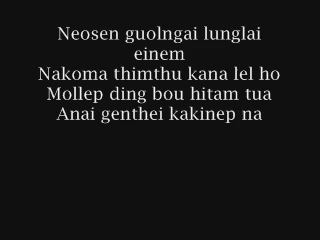 Neosen guolngai lunglai
einem
Nakoma thimthu kana lel ho
Mollep ding bou hitam tua
Anai genthei kakinep na